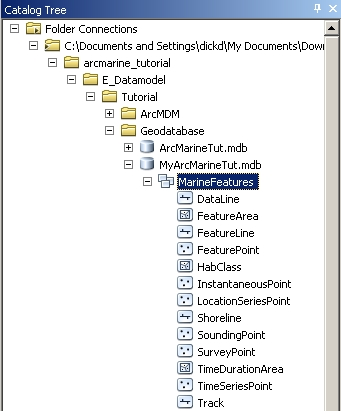 Catalog Tree
Folder Connections
C:\Documents and Settings\dickd\My Documents\Dow
arcmarine_tutorial
E_Datamodel
Tutorial
ArcMDM
Geodatabase
ArcMarineTut.mdb
MyArcMarineTut.mdb
MarineFeatures
DataLine
FeatureArea
FeatureLine
FeaturePoint
HabClass
InstantaneousPoint
LocationSeriesPoint
Shoreline
SoundingPoint
SurveyPoint
TimeDurationArea
TimeSeriesPoint
Track